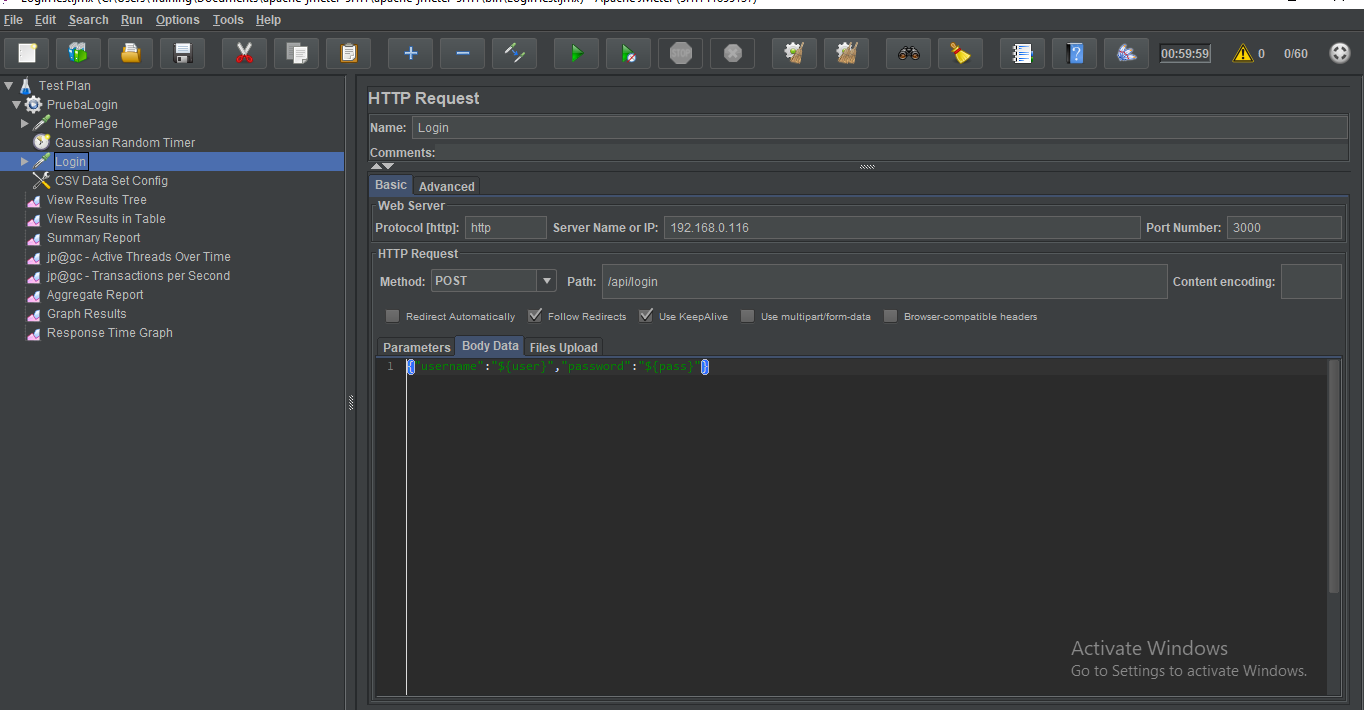 File Edit Search Run Options Tools Help
STOP 00:59:59 0 0/60
Test Plan
PruebaLogin
HomePage
Gaussian Random Timer
Login
CSV Data Set Config
View Results Tree
View Results in Table
Summary Report
jp@gc - Active Threads Over Time
jp@gc - Transactions per Second
Aggregate Report
Graph Results
Response Time Graph
HTTP Request
Name: Login
Comments:
Basic Advanced
Web Server
Protocol [http]: http Server Name or IP: 192.168.0.116 Port Number: 3000
HTTP Request
Method: POST Path: /api/login Content encoding:
Redirect Automatically Follow Redirects Use KeepAlive Use multipart/form-data Browser-compatible headers
Parameters Body Data Files Upload
1 {"username":"${user}","password":"${pass}"}
Activate Windows
Go to Settings to activate Windows.